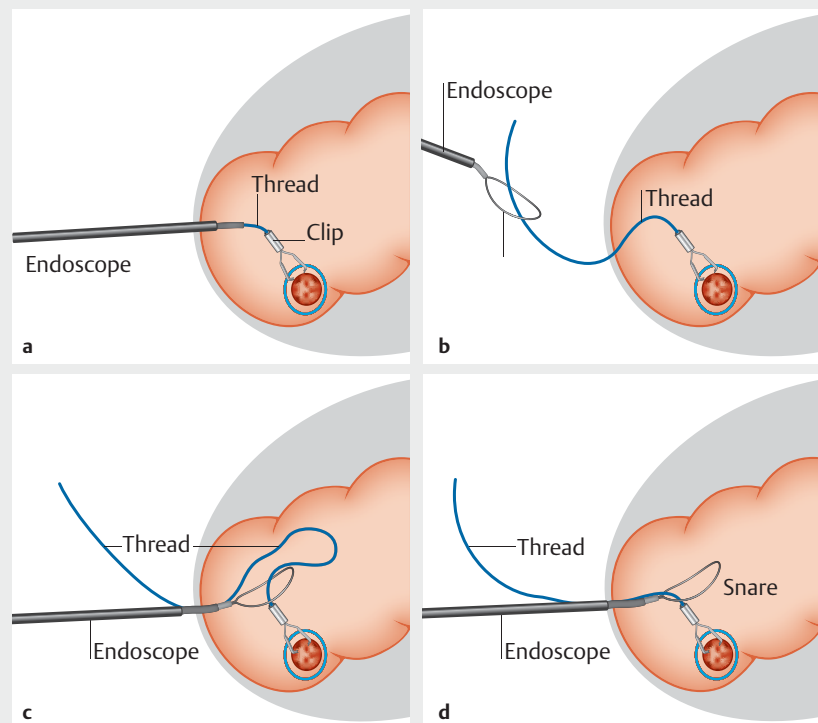 Thread
Clip
Endoscope
a
Endoscope
Thread
b
Thread
Endoscope
c
Thread
Snare
Endoscope
d